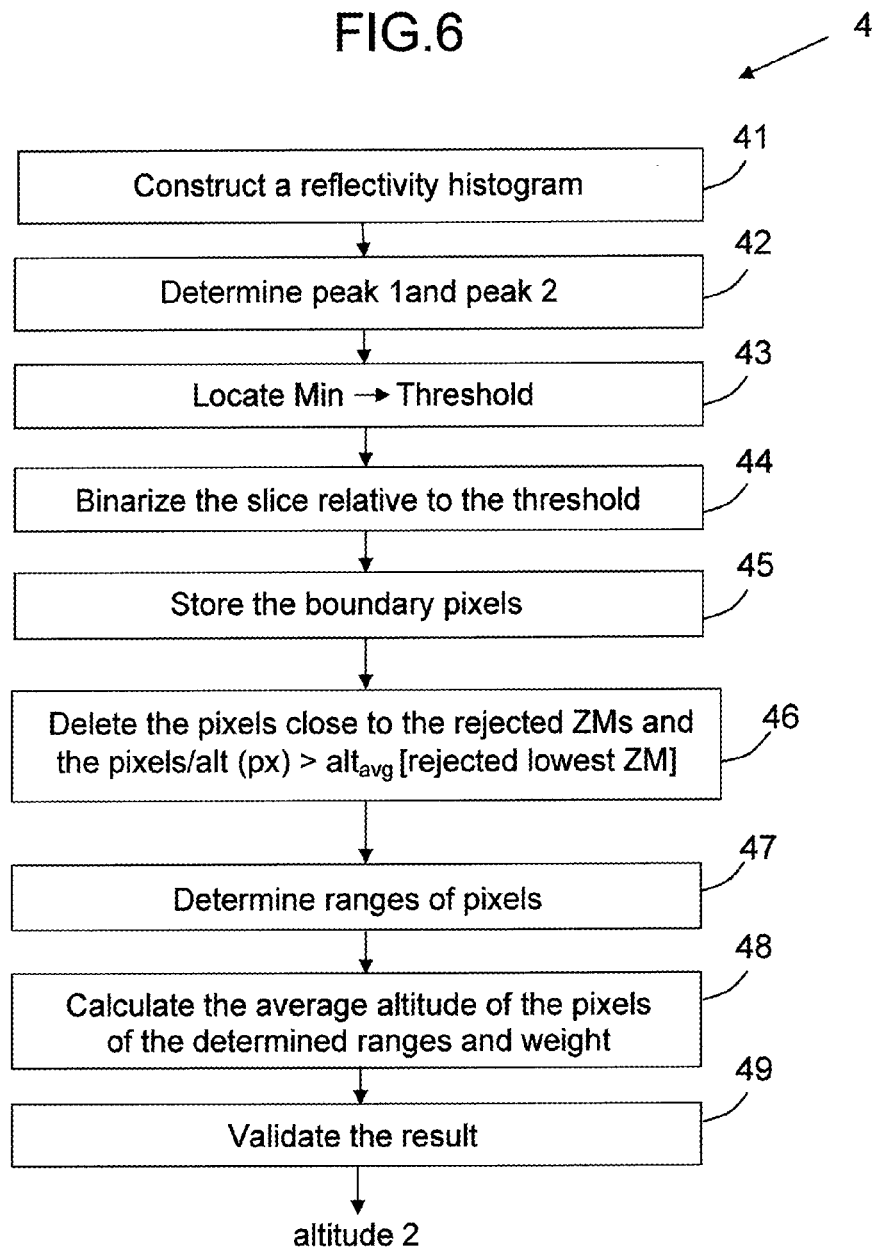 FIG.6
4
41
Construct a reflectivity histogram
42
Determine peak 1and peak 2
43
Locate Min → Threshold
44
Binarize the slice relative to the threshold
45
Store the boundary pixels
46
Delete the pixels close to the rejected ZMs and
the pixels/alt (px) > alt_avg [rejected lowest ZM]
47
Determine ranges of pixels
48
Calculate the average altitude of the pixels
of the determined ranges and weight
49
Validate the result
altitude 2